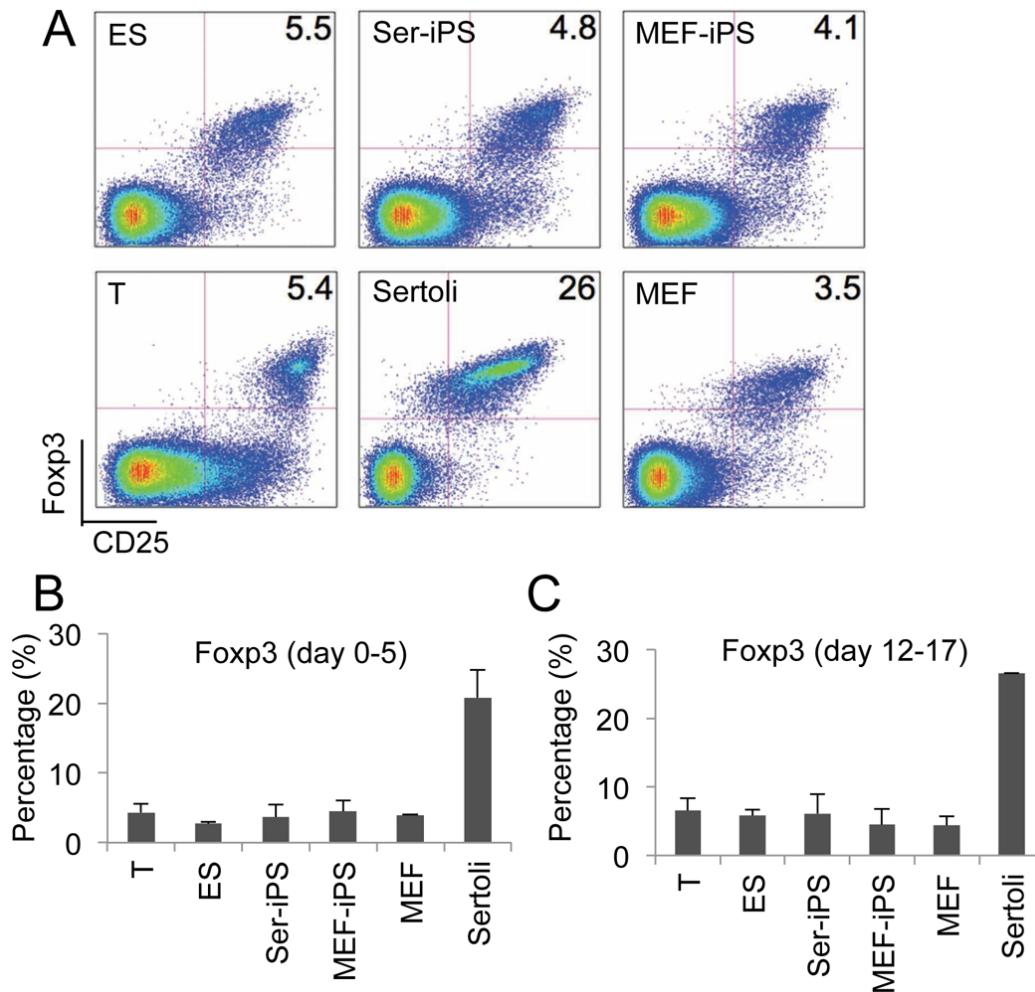 A
ES 5.5
Ser-iPS 4.8
MEF-iPS 4.1
T 5.4
Sertoli 26
MEF 3.5
Foxp3
CD25
B
Percentage (%)
Foxp3 (day 0-5)
30
20
10
0
T
ES
Ser-iPS
MEF-iPS
MEF
Sertoli
C
Percentage (%)
Foxp3 (day 12-17)
30
20
10
0
T
ES
Ser-iPS
MEF-iPS
MEF
Sertoli